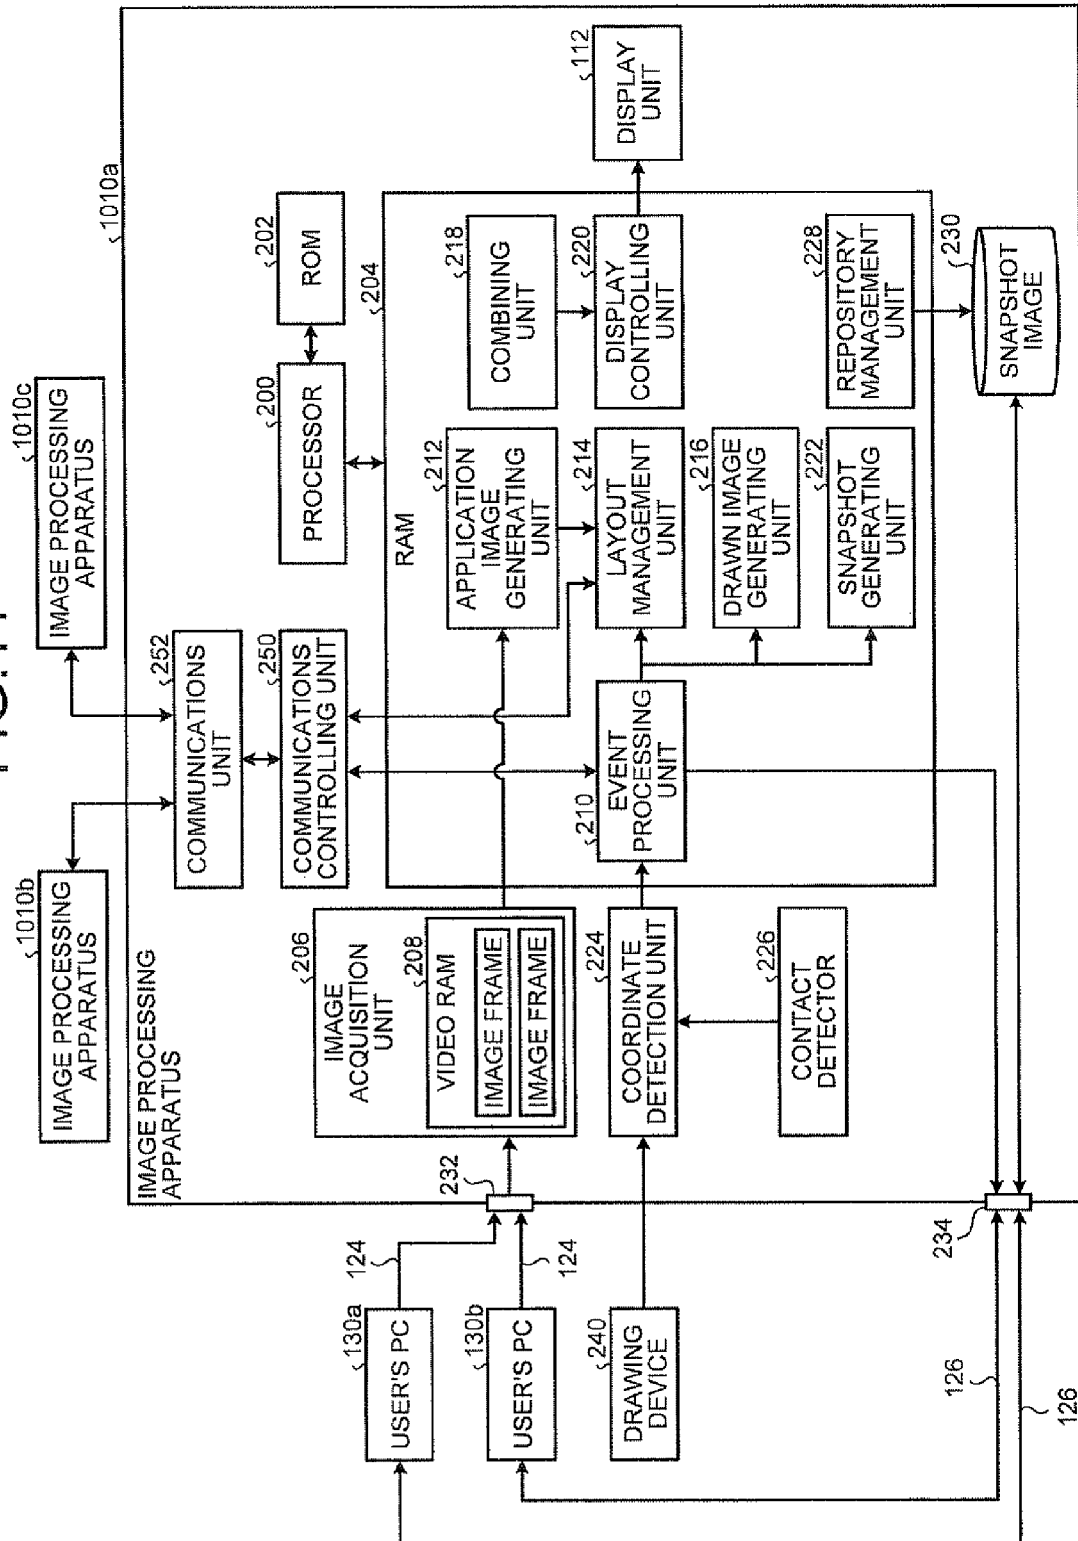 1010b
IMAGE PROCESSING
APPARATUS
1010c
IMAGE PROCESSING
APPARATUS
1010a
IMAGE PROCESSING
APPARATUS
252
COMMUNICATIONS
UNIT
250
COMMUNICATIONS
CONTROLLING UNIT
200
PROCESSOR
202
ROM
204
RAM
130a
USER'S PC
124
130b
USER'S PC
124
232
206
IMAGE
ACQUISITION
UNIT
208
VIDEO RAM
IMAGE FRAME
IMAGE FRAME
212
APPLICATION
IMAGE
GENERATING
UNIT
218
COMBINING
UNIT
240
DRAWING
DEVICE
224
COORDINATE
DETECTION UNIT
210
EVENT
PROCESSING
UNIT
214
LAYOUT
MANAGEMENT
UNIT
220
DISPLAY
CONTROLLING
UNIT
112
DISPLAY
UNIT
226
CONTACT
DETECTOR
216
DRAWN IMAGE
GENERATING
UNIT
222
SNAPSHOT
GENERATING
UNIT
228
REPOSITORY
MANAGEMENT
UNIT
230
SNAPSHOT
IMAGE
234
126
126